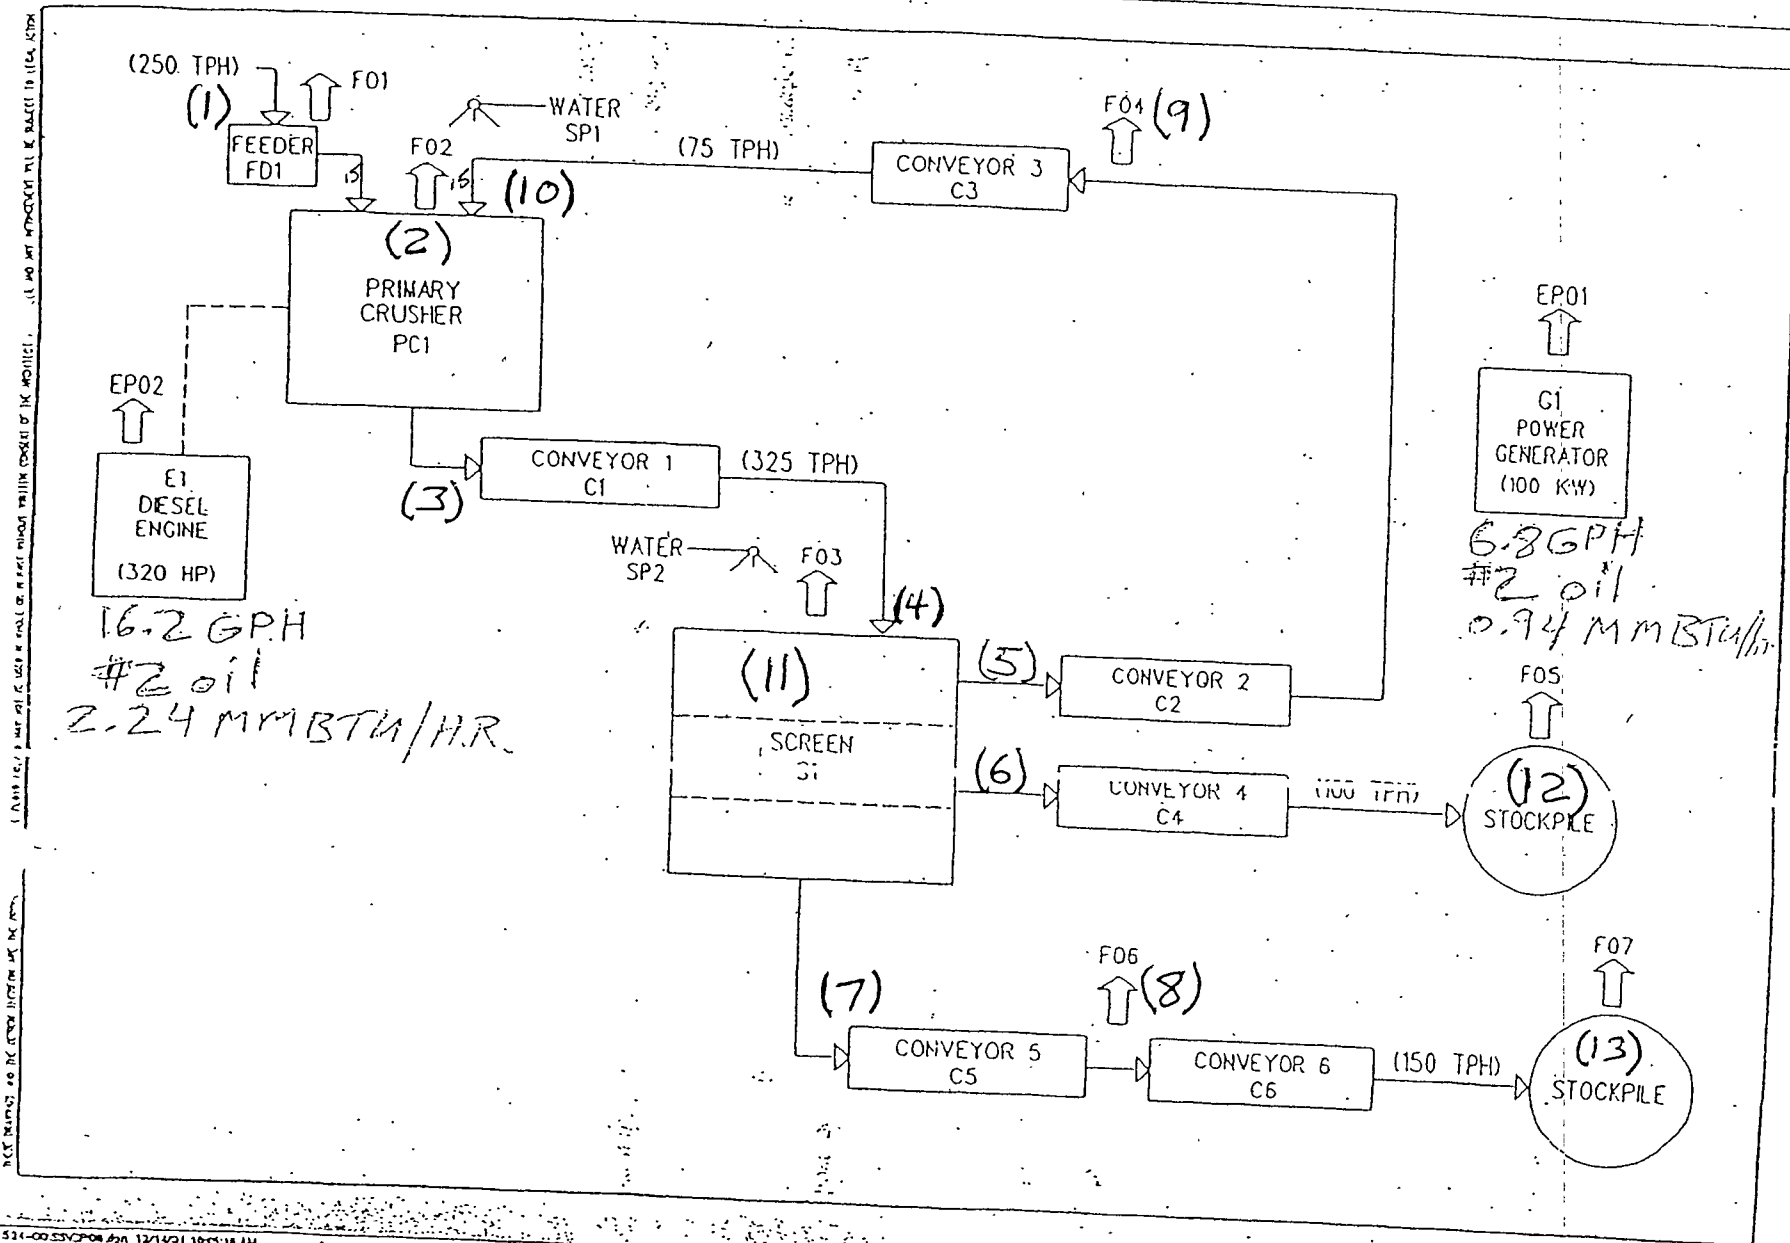 (250 TPH)
(1)
F01
FEEDER
FD1
15
F02
15
WATER
SP1
(10)
(75 TPH)
CONVEYOR 3
C3
F04
(9)
(2)
PRIMARY
CRUSHER
PC1
EP02
E1
DIESEL
ENGINE
(320 HP)
16.2 GPH
#2 oil
2.24 MMBTU/HR.
(3)
CONVEYOR 1
C1
(325 TPH)
WATER
SP2
F03
(4)
EP01
G1
POWER
GENERATOR
(100 KW)
6.8 GPH
#2 oil
0.94 MMBTU/hr
(11)
SCREEN
S1
(5)
CONVEYOR 2
C2
(6)
CONVEYOR 4
C4
(100 TPH)
F05
(12)
STOCKPILE
(7)
CONVEYOR 5
C5
F06
(8)
CONVEYOR 6
C6
(150 TPH)
F07
(13)
STOCKPILE